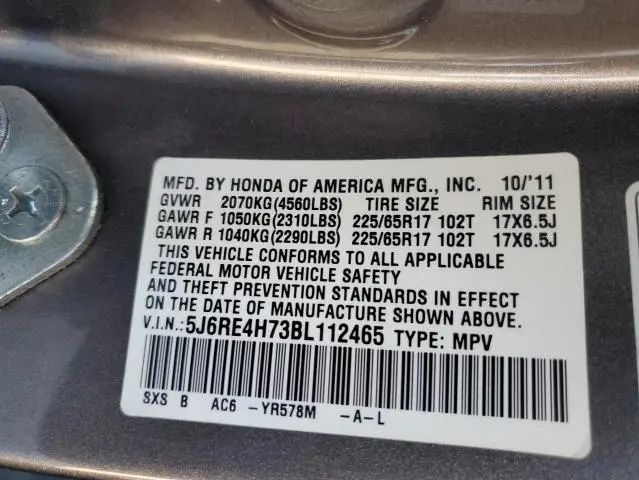 MFD. BY HONDA OF AMERICA MFG., INC. 10/'11
GVWR 2070KG(4560LBS) TIRE SIZE RIM SIZE
GAWR F 1050KG(2310LBS) 225/65R17 102T 17X6.5J
GAWR R 1040KG(2290LBS) 225/65R17 102T 17X6.5J
THIS VEHICLE CONFORMS TO ALL APPLICABLE
FEDERAL MOTOR VEHICLE SAFETY
AND THEFT PREVENTION STANDARDS IN EFFECT
ON THE DATE OF MANUFACTURE SHOWN ABOVE.
V.I.N.:5J6RE4H73BL112465 TYPE: MPV
SXS B AC6 -YR578M -A-L